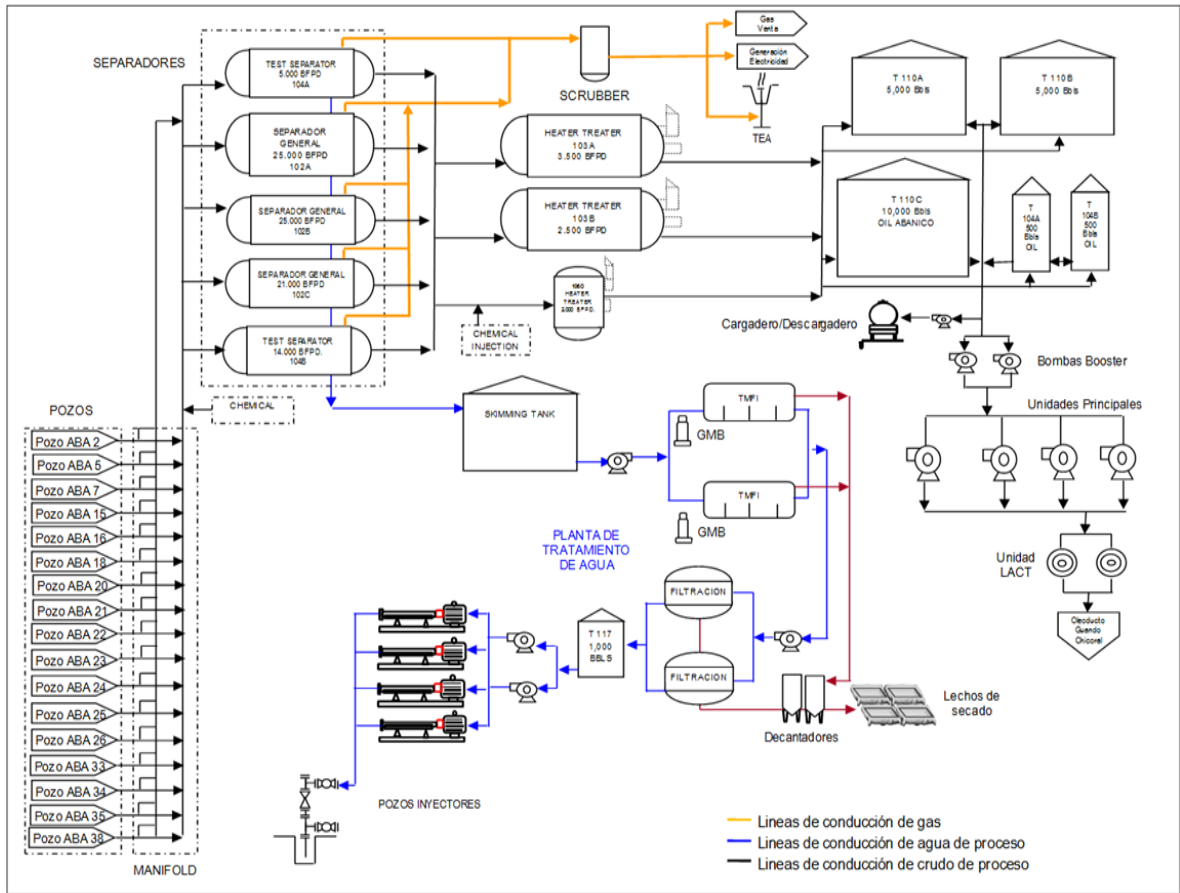 SEPARADORES
TEST SEPARATOR
5.000 BFPD
104A
SEPARADOR
GENERAL
25.000 BFPD
102A
SEPARADOR GENERAL
25.000 BFPD
102B
SEPARADOR GENERAL
21.000 BFPD
102C
TEST SEPARATOR
14.000 BFPD.
104B
SCRUBBER
Gas
Venta
Generación
Electricidad
TEA
HEATER TREATER
103A
3.500 BFPD
HEATER TREATER
103B
2.500 BFPD
HEATER
TREATER
CHEMICAL
INJECTION
T 110A
5,000 Bbls
T 110B
5,000 Bbls
T 110C
10,000 Bbls
OIL ABANICO
T
104A
500
Bbls
OIL
T
104B
500
Bbls
OIL
Cargadero/Descargadero
Bombas Booster
Unidades Principales
Unidad
LACT
Oleoducto
Guando
Chicoral
CHEMICAL
POZOS
Pozo ABA 2
Pozo ABA 5
Pozo ABA 7
Pozo ABA 15
Pozo ABA 16
Pozo ABA 18
Pozo ABA 20
Pozo ABA 21
Pozo ABA 22
Pozo ABA 23
Pozo ABA 24
Pozo ABA 25
Pozo ABA 26
Pozo ABA 33
Pozo ABA 34
Pozo ABA 35
Pozo ABA 38
MANIFOLD
SKIMMING TANK
TMFI
GMB
TMFI
GMB
PLANTA DE
TRATAMIENTO
DE AGUA
FILTRACION
FILTRACION
T 117
1,000
BBLS
Decantadores
Lechos de
secado
POZOS INYECTORES
Lineas de conducción de gas
Lineas de conducción de agua de proceso
Lineas de conducción de crudo de proceso